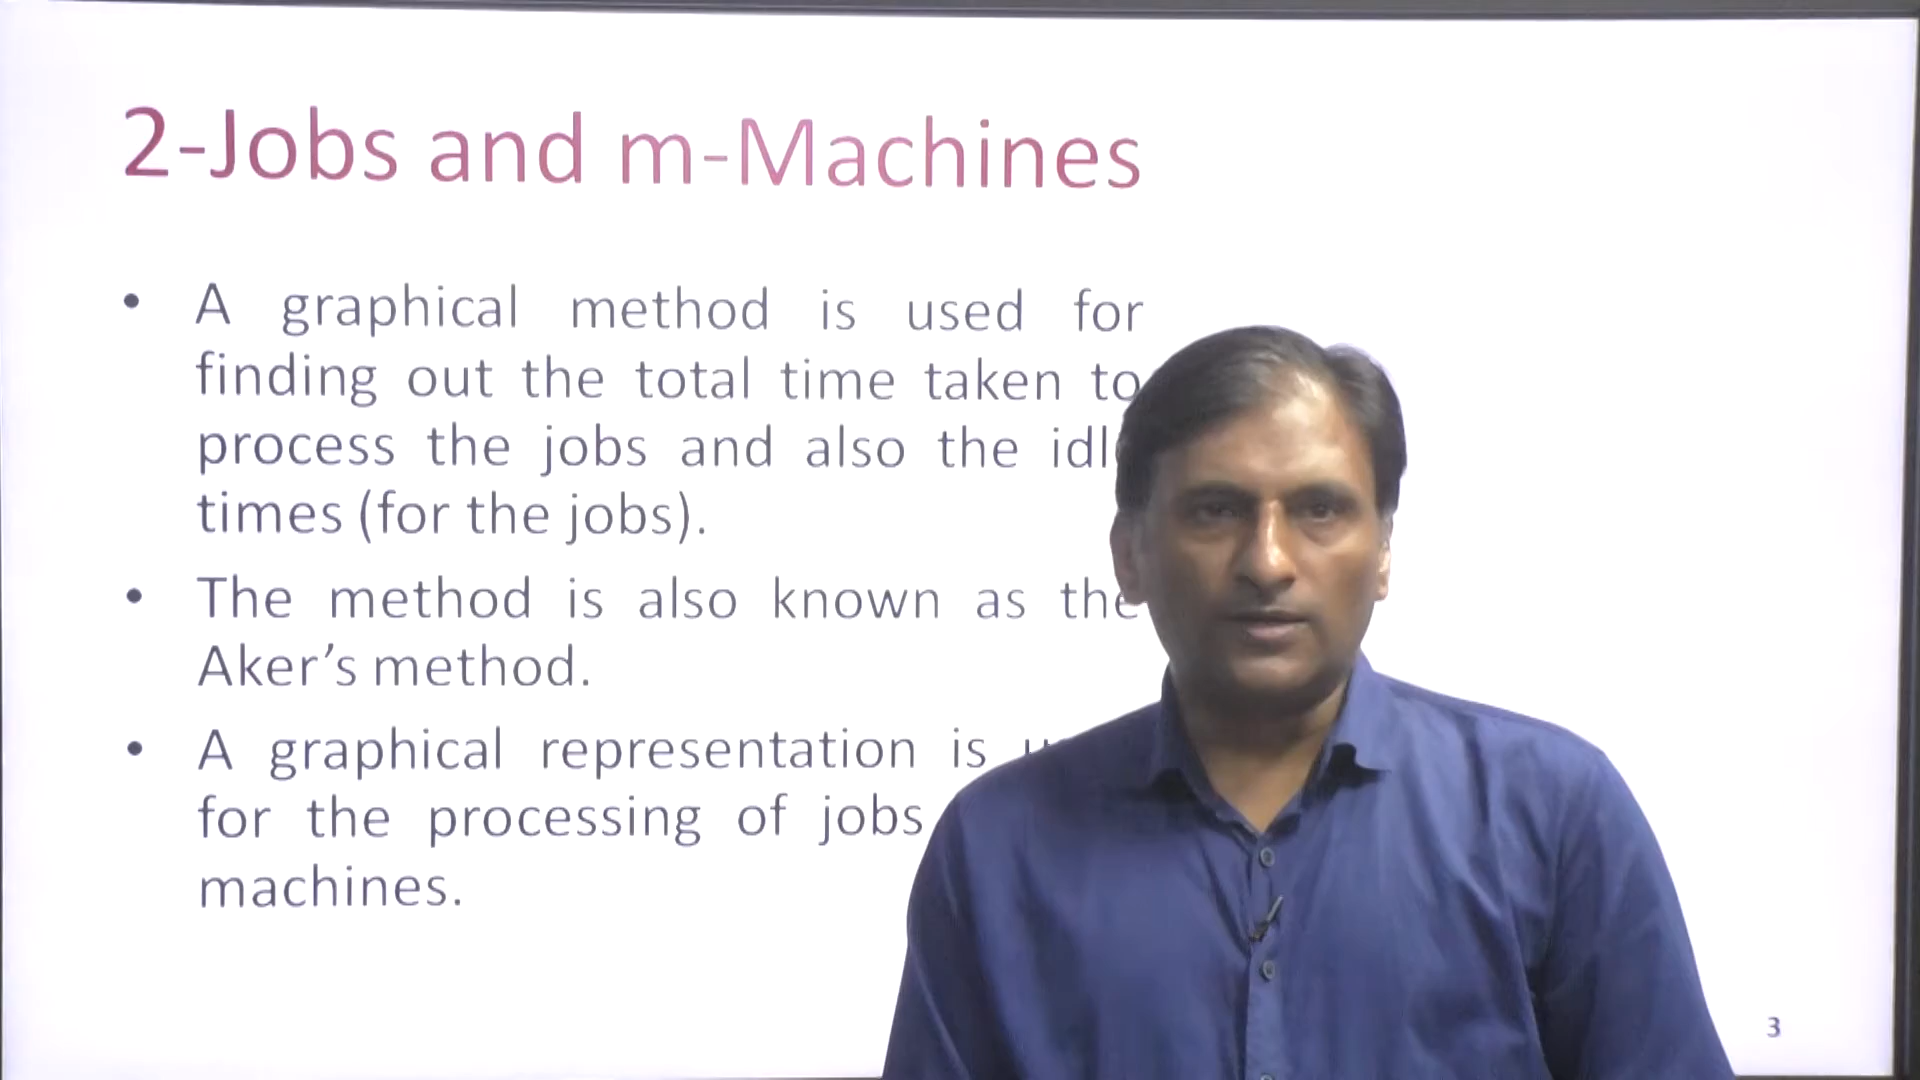 2-Jobs and m-Machines
• A graphical method is used for
finding out the total time taken to
process the jobs and also the
times (for the jobs).
• The method is also known as the
Aker's method.
• A graphical representation is
for the processing of jobs
machines.
3